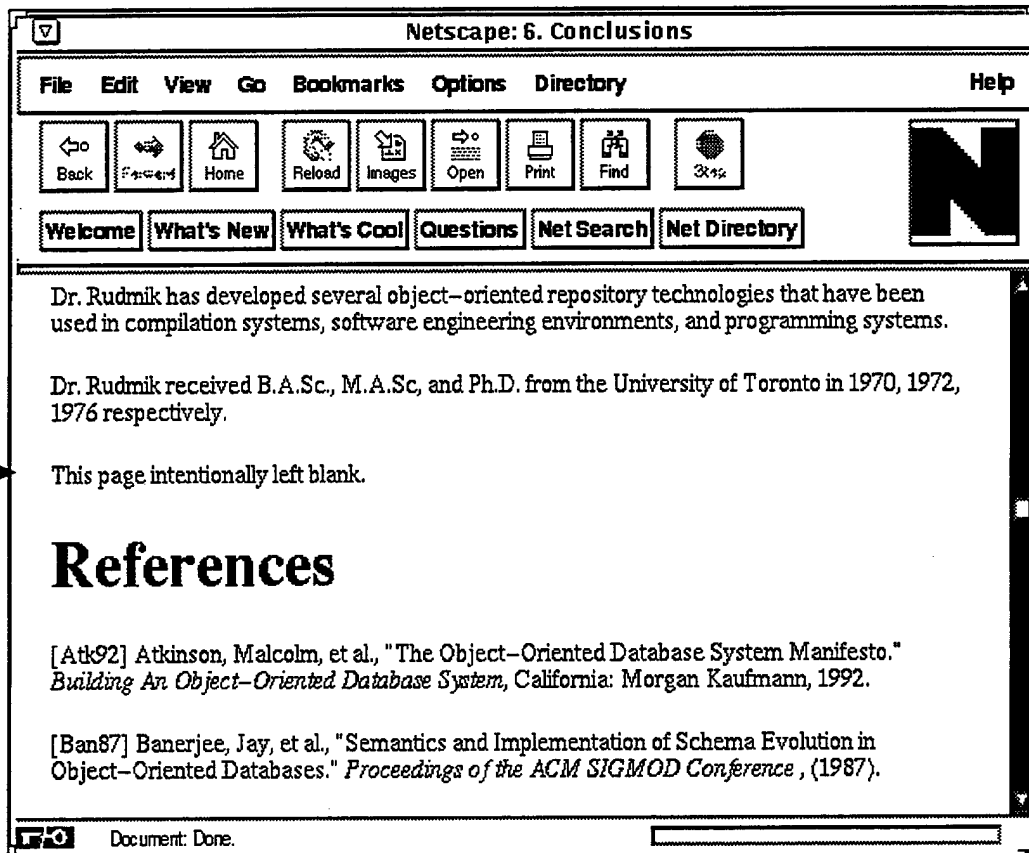 Netscape: 6. Conclusions
File Edit View Go Bookmarks Options Directory Help
Back Forward Home Reload Images Open Print Find Stop
N
Welcome What's New What's Cool Questions Net Search Net Directory
Dr. Rudmik has developed several object-oriented repository technologies that have been
used in compilation systems, software engineering environments, and programming systems.
Dr. Rudmik received B.A.Sc., M.A.Sc, and Ph.D. from the University of Toronto in 1970, 1972,
1976 respectively.
This page intentionally left blank.
References
[Atk92] Atkinson, Malcolm, et al., "The Object-Oriented Database System Manifesto."
Building An Object-Oriented Database System, California: Morgan Kaufmann, 1992.
[Ban87] Banerjee, Jay, et al., "Semantics and Implementation of Schema Evolution in
Object-Oriented Databases." Proceedings of the ACM SIGMOD Conference , (1987).
Document: Done.